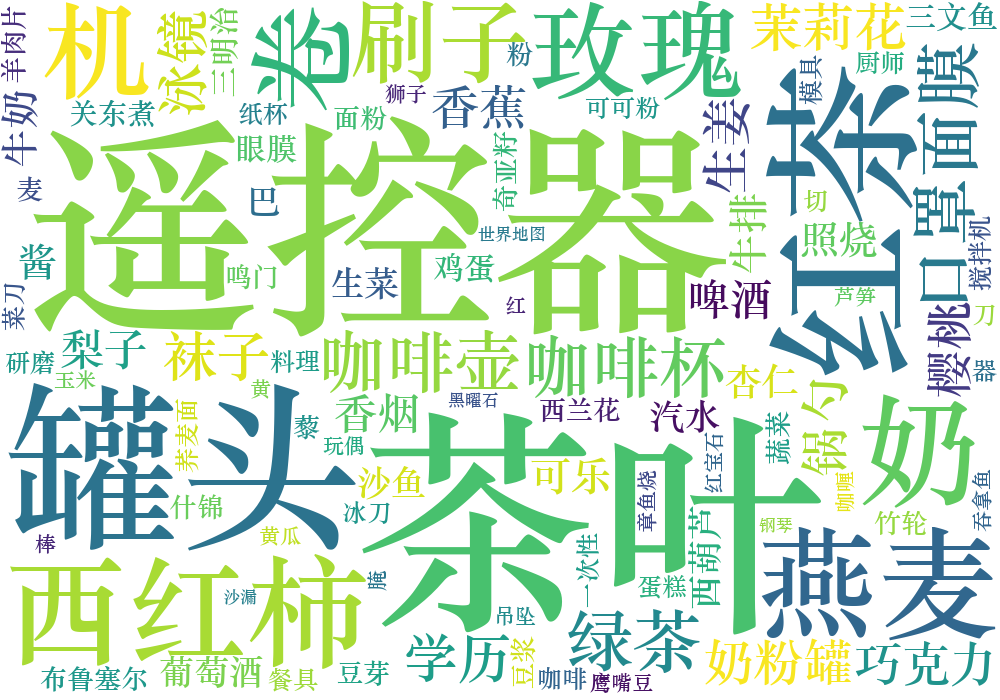 羊肉片
机
泳镜
三明治
卷
刷子
粉
玫瑰
茉莉花
三文鱼
牛奶
关东煮
纸杯
狮子
香蕉
可可粉
面粉
眼膜
生姜
模具
厨师
面膜
麦
遥控器
巴
奇亚籽
红茶
切
口罩
酱
鸣门
世界地图
鸡蛋
牛排
照烧
搅拌机
菜刀
生菜
红
啤酒
芦笋
樱桃
刀
研磨
梨子
袜子
料理
咖啡壶
咖啡杯
杏仁
器
玉米
黄
黑曜石
香烟
西兰花
汽水
锅勺
奶
罐头
荞麦面
藜
玩偶
茶叶
沙鱼
可乐
红宝石
蔬菜
什锦
冰刀
章鱼烧
咖喱
吞拿鱼
棒
黄瓜
西葫芦
钢琴
竹轮
燕麦
西红柿
沙漏
鲍
一次性
蛋糕
吊坠
学历
绿茶
布鲁塞尔
葡萄酒
餐具
豆芽
豆浆
咖啡
鹰嘴豆
奶粉罐
巧克力